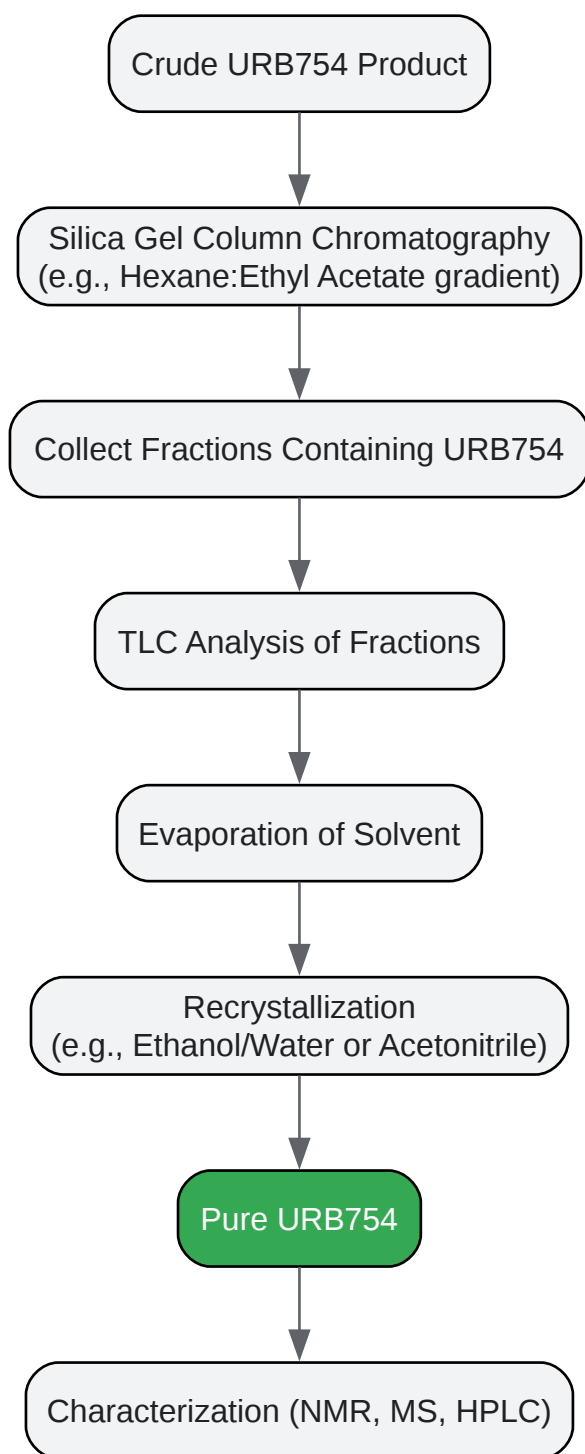 Crude URB754 Product
Silica Gel Column Chromatography
(e.g., Hexane:Ethyl Acetate gradient)
Collect Fractions Containing URB754
TLC Analysis of Fractions
Evaporation of Solvent
Recrystallization
(e.g., Ethanol/Water or Acetonitrile)
Pure URB754
Characterization (NMR, MS, HPLC)